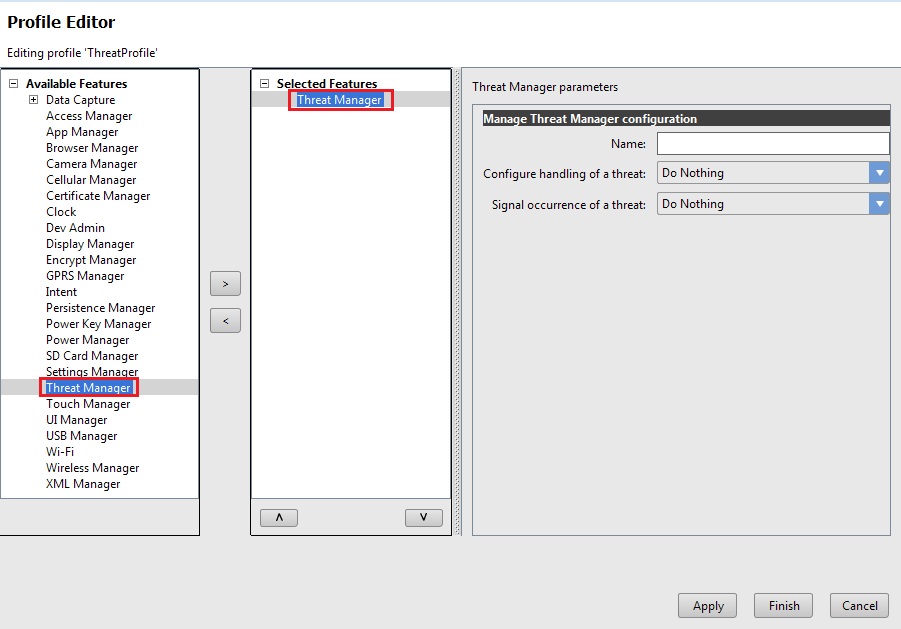 Profile Editor
Editing profile 'ThreatProfile'
Available Features
Data Capture
Access Manager
App Manager
Browser Manager
Camera Manager
Cellular Manager
Certificate Manager
Clock
Dev Admin
Display Manager
Encrypt Manager
GPRS Manager
Intent
Persistence Manager
Power Key Manager
Power Manager
SD Card Manager
Settings Manager
Threat Manager
Touch Manager
UI Manager
USB Manager
Wi-Fi
Wireless Manager
XML Manager
>
<
Selected Features
Threat Manager
Λ
V
Threat Manager parameters
Manage Threat Manager configuration
Name:
Configure handling of a threat: Do Nothing
Signal occurrence of a threat: Do Nothing
Apply Finish Cancel